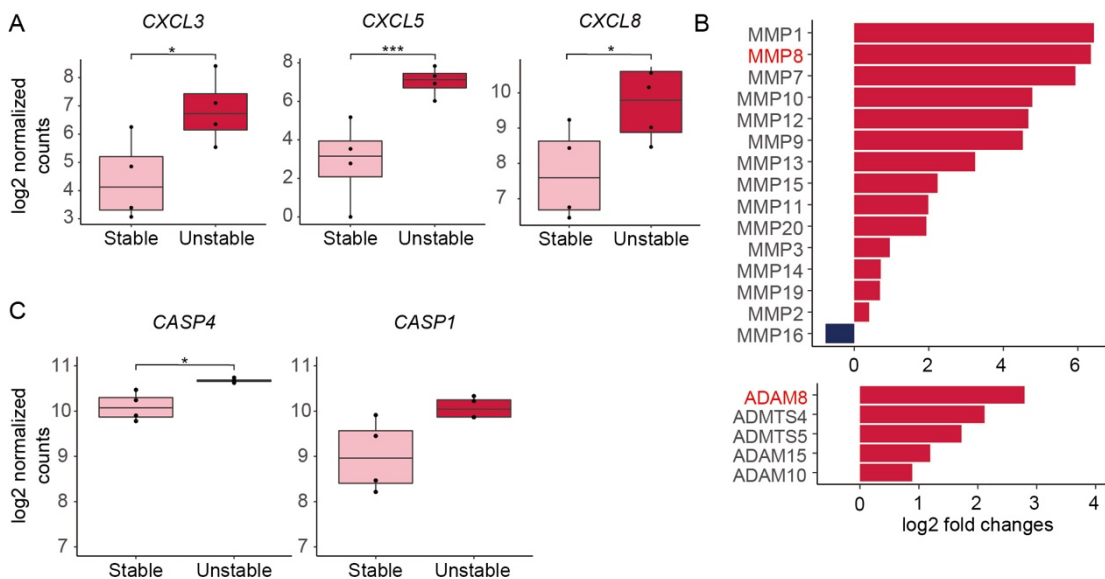 A
CXCL3
CXCL5
CXCL8
*
***
*
log2 normalized
counts
8
7
6
5
4
3
8
6
4
2
0
10
9
8
7
Stable Unstable
Stable Unstable
Stable Unstable
B
MMP1
MMP8
MMP7
MMP10
MMP12
MMP9
MMP13
MMP15
MMP11
MMP20
MMP3
MMP14
MMP19
MMP2
MMP16
0 2 4 6
ADAM8
ADMTS4
ADMTS5
ADAM15
ADAM10
0 1 2 3 4
log2 fold changes
C
CASP4
CASP1
*
log2 normalized
counts
11
10
9
8
7
11
10
9
8
7
Stable Unstable
Stable Unstable